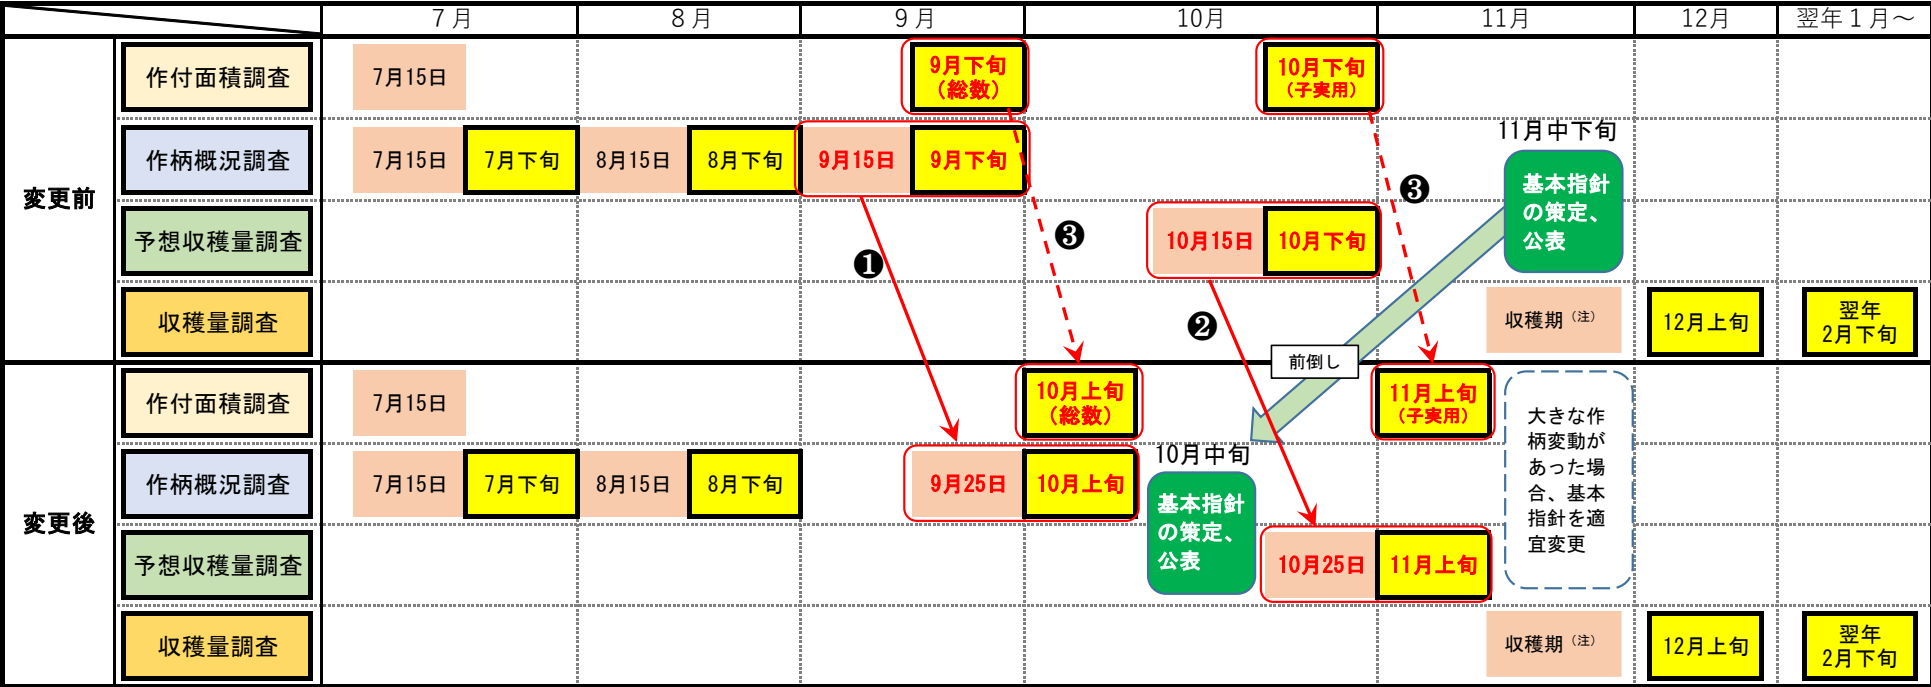 7月
8月
9月
10月
11月
12月
翌年1月～
変更前
作付面積調査
7月15日
9月下旬
（総数）
10月下旬
（子実用）
作柄概況調査
7月15日
7月下旬
8月15日
8月下旬
9月15日
9月下旬
11月中下旬
基本指針
の策定、
公表
❸
❸
予想収穫量調査
10月15日
10月下旬
❶
❷
収穫量調査
収穫期（注）
12月上旬
翌年
2月下旬
前倒し
変更後
作付面積調査
7月15日
10月上旬
（総数）
11月上旬
（子実用）
大きな作
柄変動が
あった場
合、基本
指針を適
宜変更
作柄概況調査
7月15日
7月下旬
8月15日
8月下旬
9月25日
10月上旬
10月中旬
基本指針
の策定、
公表
予想収穫量調査
10月25日
11月上旬
収穫量調査
収穫期（注）
12月上旬
翌年
2月下旬